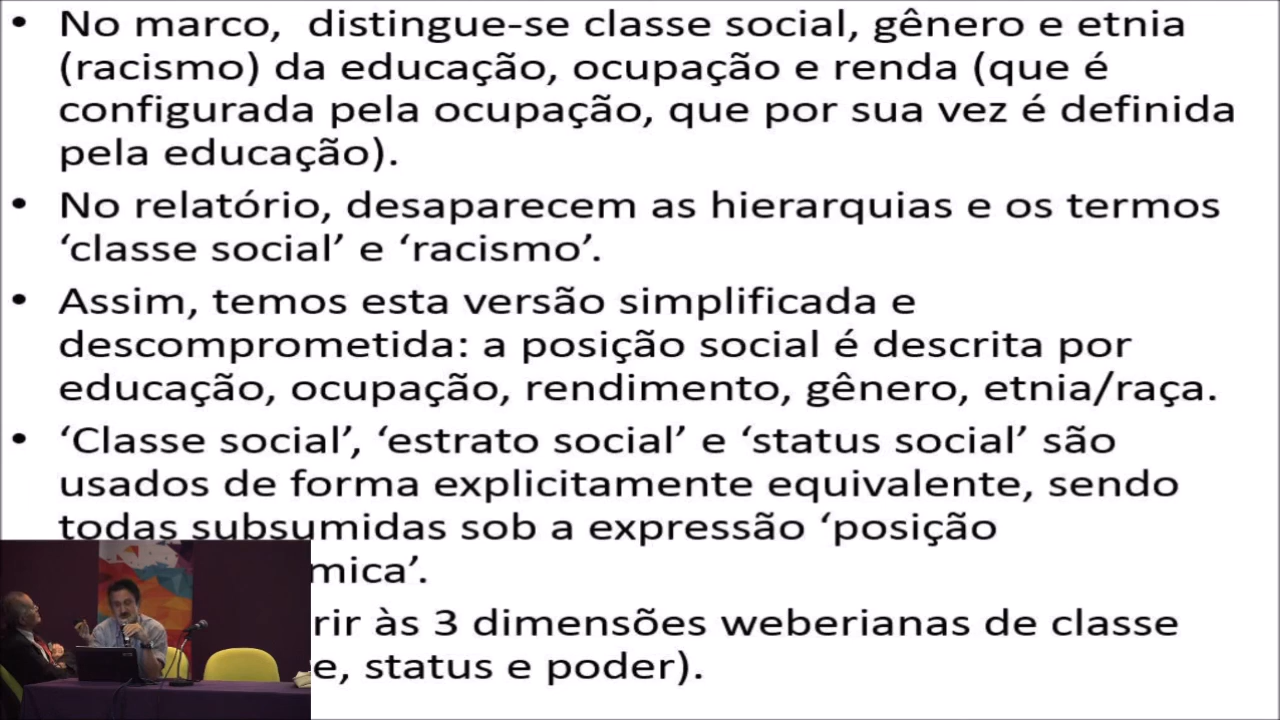 • No marco, distingue-se classe social, gênero e etnia
(racismo) da educação, ocupação e renda (que é
configurada pela ocupação, que por sua vez é definida
pela educação).
• No relatório, desaparecem as hierarquias e os termos
‘classe social’ e ‘racismo’.
• Assim, temos esta versão simplificada e
descomprometida: a posição social é descrita por
educação, ocupação, rendimento, gênero, etnia/raça.
• ‘Classe social’, ‘estrato social’ e ‘status social’ são
usados de forma explicitamente equivalente, sendo
todas subsumidas sob a expressão ‘posição
mica’.
rir às 3 dimensões weberianas de classe
e, status e poder).